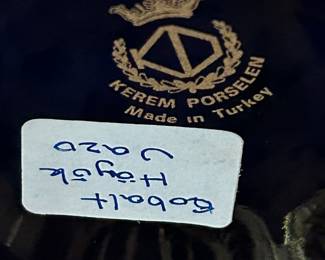 KEREM PORSELEN
Made in Turkey
Kobalt
Höyük
Vazo